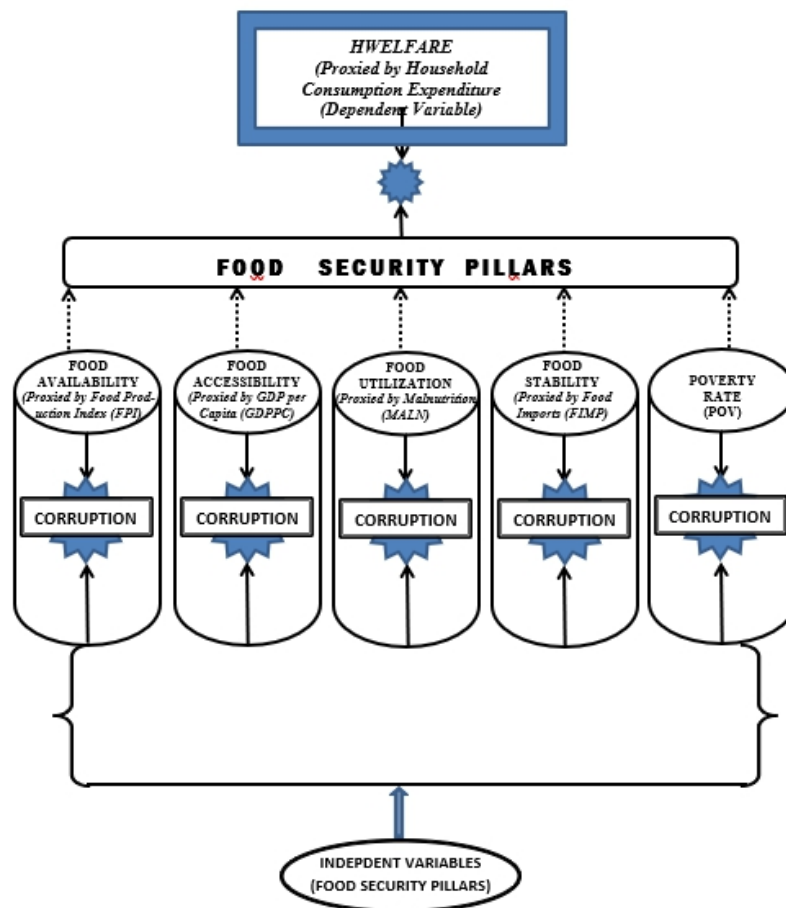 HWELFARE
(Proxied by Household
Consumption Expenditure
(Dependent Variable)
FOOD SECURITY PILLARS
FOOD
AVAILABILITY
(Proxied by Food Prod-
uction Index (FPI)
CORRUPTION
FOOD
ACCESSIBILITY
(Proxied by GDP per
Capita (GDPPC)
CORRUPTION
FOOD
UTILIZATION
(Proxied by Malnutrition
(MALN)
CORRUPTION
FOOD
STABILITY
(Proxied by Food
Imports (FIMP)
CORRUPTION
POVERTY
RATE
(POV)
CORRUPTION
INDEPDENT VARIABLES
(FOOD SECURITY PILLARS)